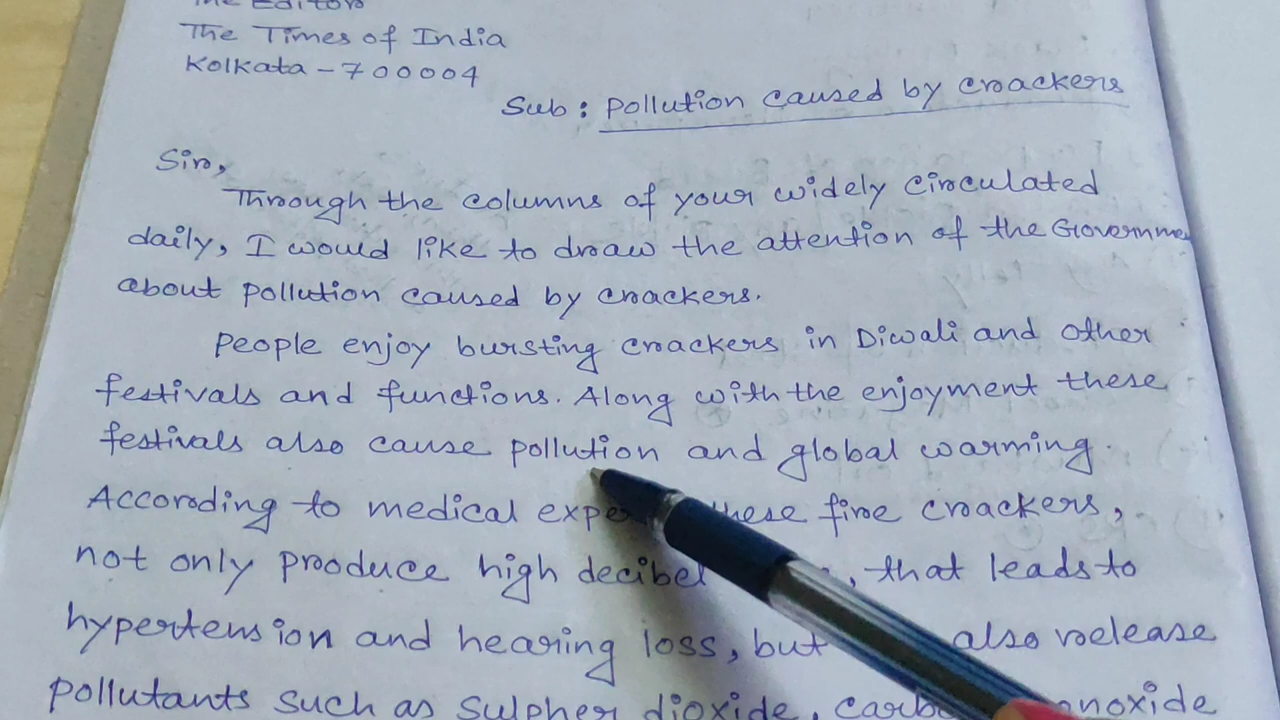 The Editor
The Times of India
Kolkata - 700004
Sub: Pollution caused by crackers
Sir,
Through the columns of your widely circulated
daily, I would like to draw the attention of the Governme
about pollution caused by crackers.
People enjoy bursting crackers in Diwali and other
festivals and functions. Along with the enjoyment these
festivals also cause pollution and global warming.
According to medical these fire crackers,
not only produce high decibel , that leads to
hypertension and hearing loss, but also release
pollutants such as sulpher dioxide,